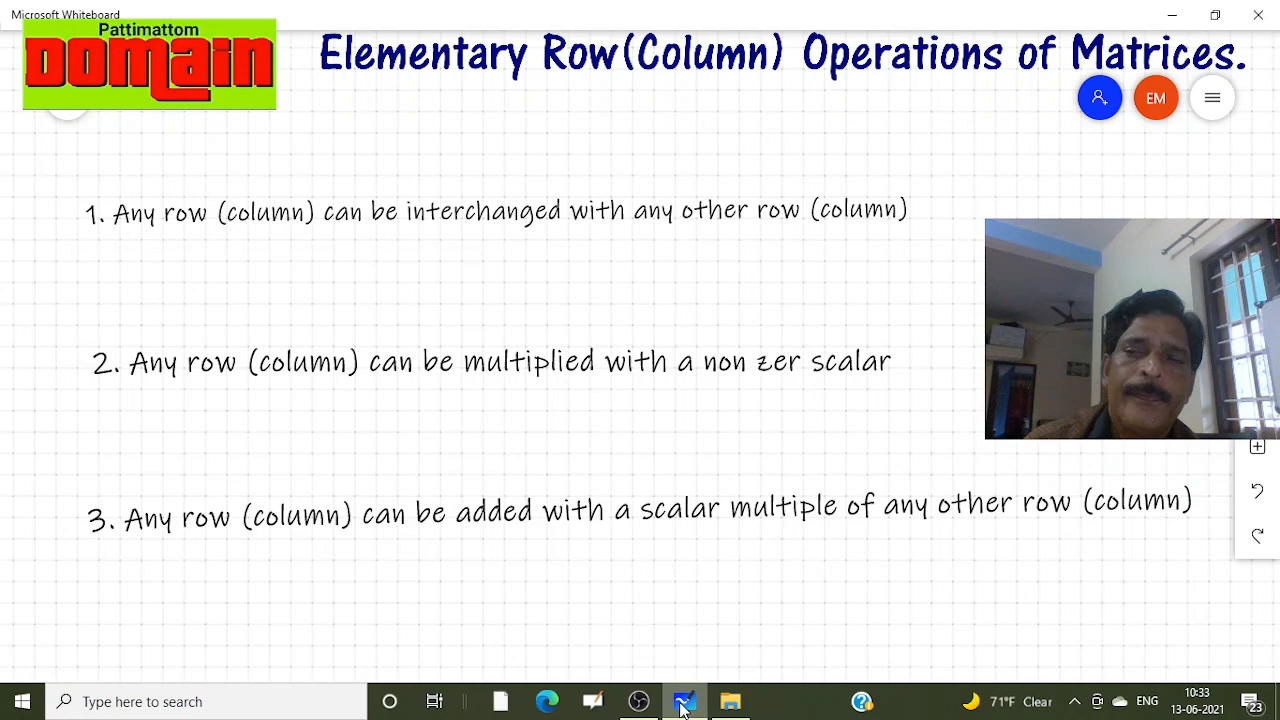 Microsoft Whiteboard
Pattimattom
DOmain
Elementary Row(Column) Operations of Matrices.
EM
1. Any row (column) can be interchanged with any other row (column)
2. Any row (column) can be multiplied with a non zer scalar
3. Any row (column) can be added with a scalar multiple of any other row (column)
Type here to search
71°F Clear
ENG
10:33
13-06-2021
23